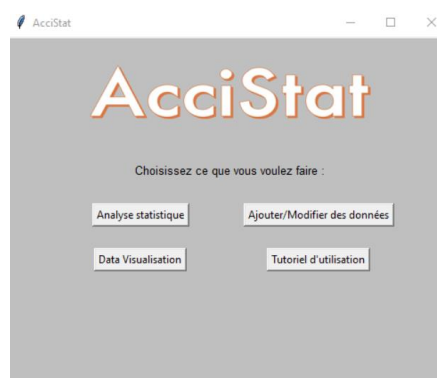 AcciStat
AcciStat
Choisissez ce que vous voulez faire :
Analyse statistique
Ajouter/Modifier des données
Data Visualisation
Tutoriel d'utilisation